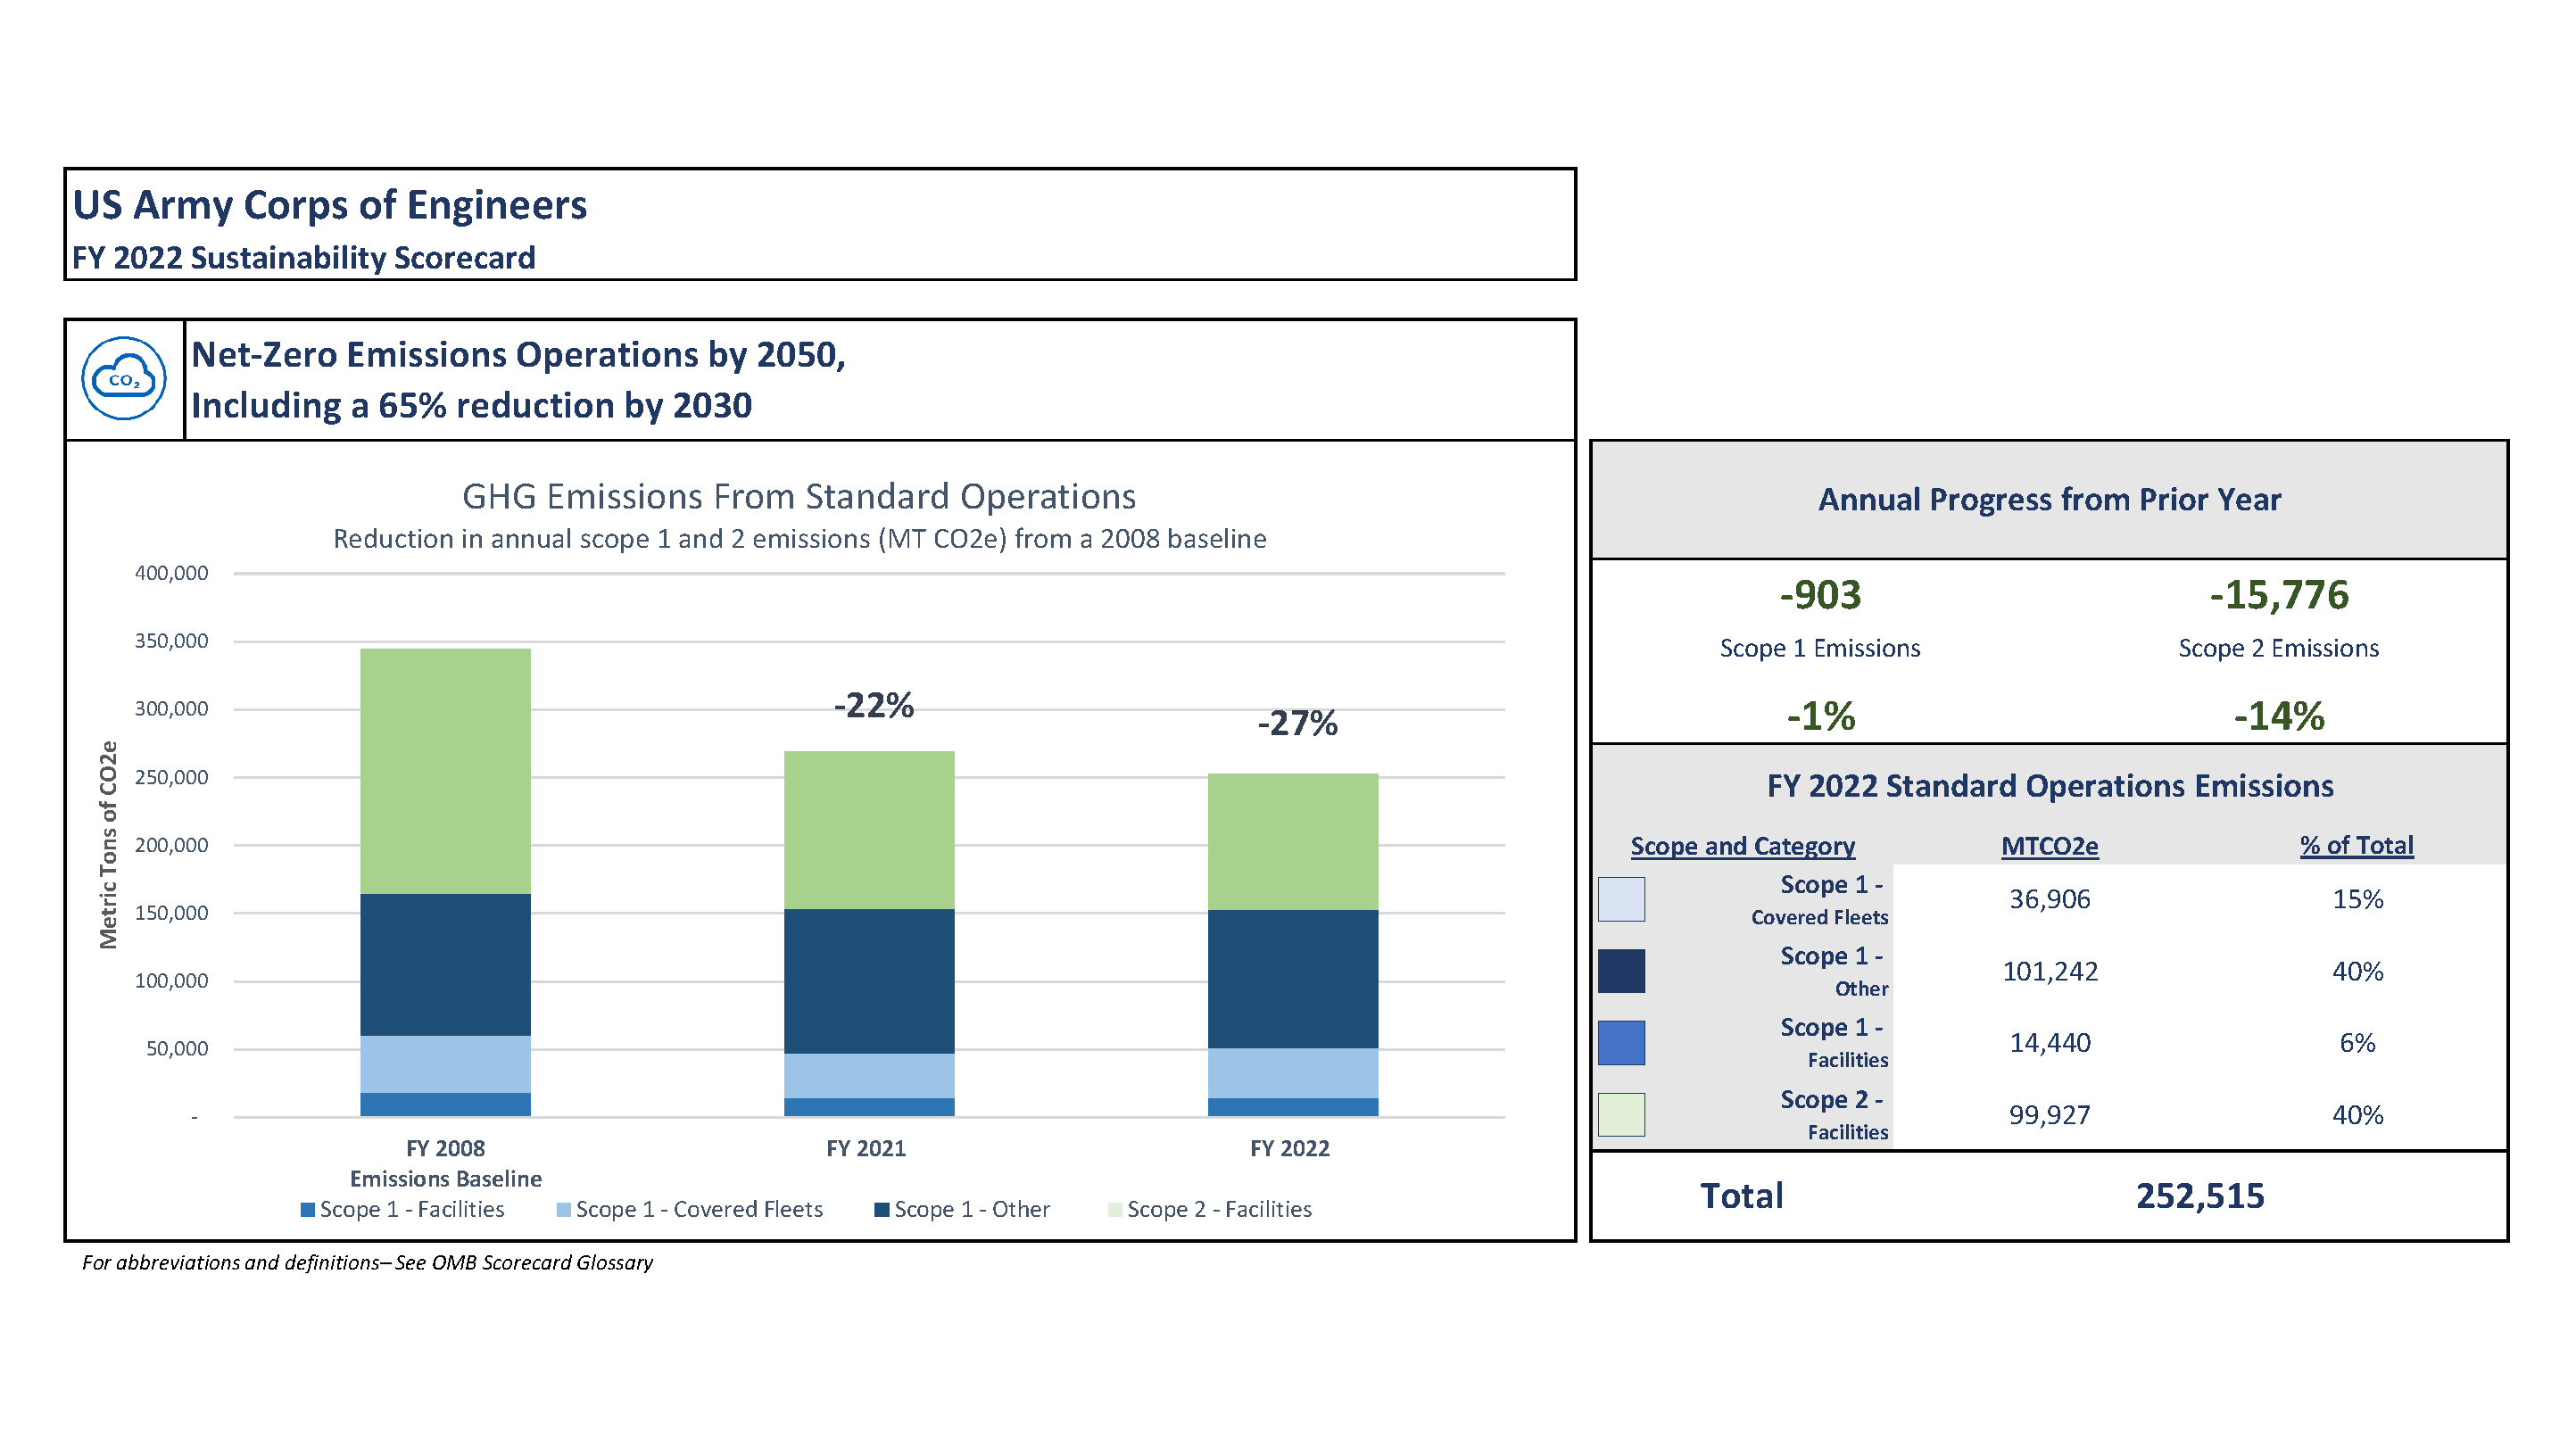 US Army Corps of Engineers
FY 2022 Sustainability Scorecard
CO₂
Net-Zero Emissions Operations by 2050,
Including a 65% reduction by 2030
GHG Emissions From Standard Operations
Reduction in annual scope 1 and 2 emissions (MT CO2e) from a 2008 baseline
Metric Tons of CO2e
400,000
350,000
300,000
250,000
200,000
150,000
100,000
50,000
-
-22%
-27%
FY 2008
Emissions Baseline
FY 2021
FY 2022
Scope 1 - Facilities
Scope 1 - Covered Fleets
Scope 1 - Other
Scope 2 - Facilities
Annual Progress from Prior Year
-903
Scope 1 Emissions
-1%
-15,776
Scope 2 Emissions
-14%
FY 2022 Standard Operations Emissions
Scope and Category MTCO2e % of Total
Scope 1 -
Covered Fleets
36,906 15%
Scope 1 -
Other
101,242 40%
Scope 1 -
Facilities
14,440 6%
Scope 2 -
Facilities
99,927 40%
Total 252,515
For abbreviations and definitions– See OMB Scorecard Glossary